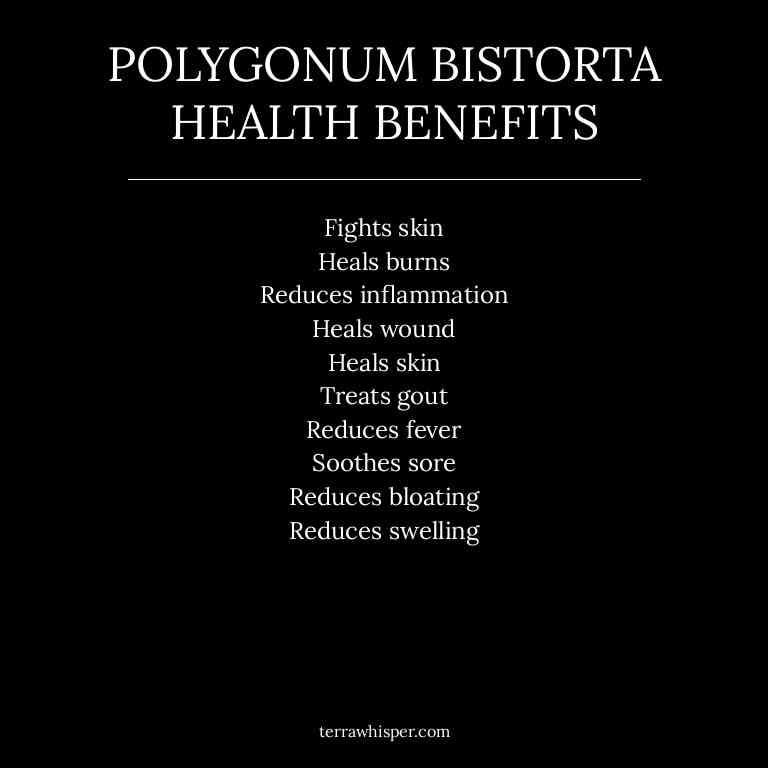 POLYGONUM BISTORTA
HEALTH BENEFITS
Fights skin
Heals burns
Reduces inflammation
Heals wound
Heals skin
Treats gout
Reduces fever
Soothes sore
Reduces bloating
Reduces swelling
terrawhisper.com